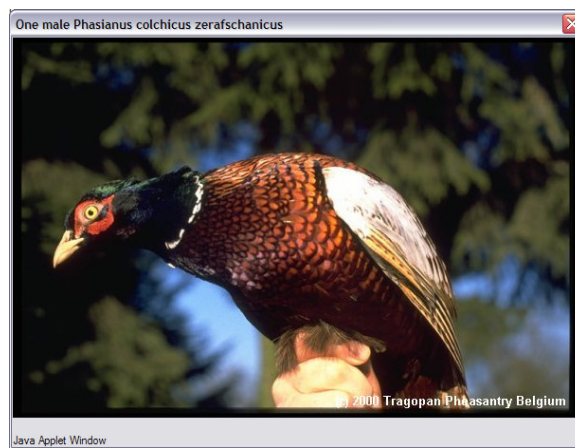 One male Phasianus colchicus zerafschanicus
(c) 2000 Tragopan Pheasantry Belgium
Java Applet Window